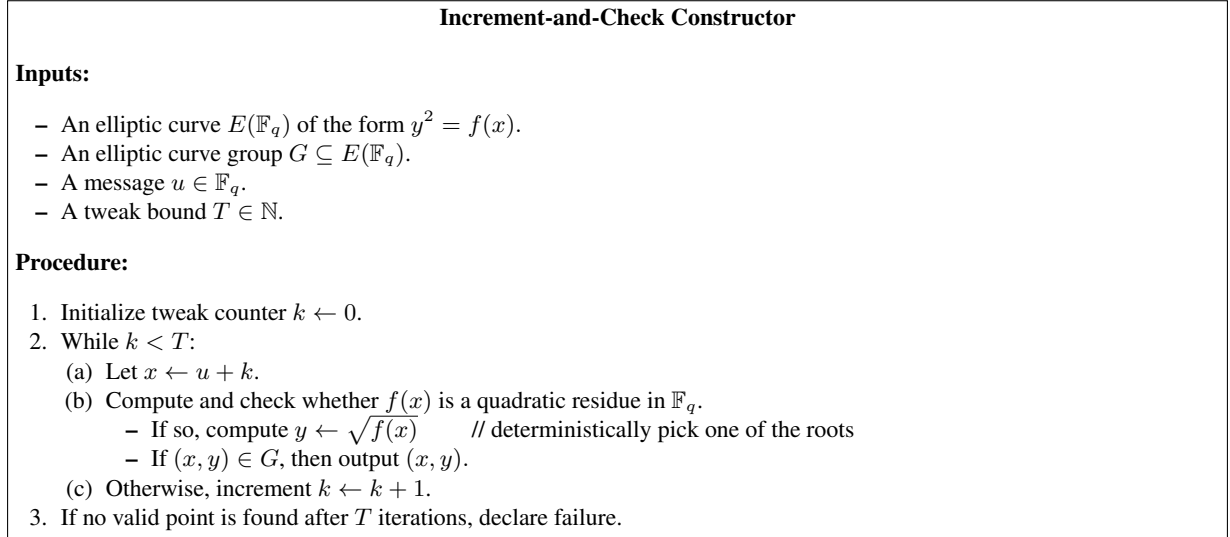 Increment-and-Check Constructor
Inputs:
– An elliptic curve E(𝔽_q) of the form y² = f(x).
– An elliptic curve group G ⊆ E(𝔽_q).
– A message u ∈ 𝔽_q.
– A tweak bound T ∈ ℕ.
Procedure:
1. Initialize tweak counter k ← 0.
2. While k < T:
(a) Let x ← u + k.
(b) Compute and check whether f(x) is a quadratic residue in 𝔽_q.
– If so, compute y ← √f(x) // deterministically pick one of the roots
– If (x, y) ∈ G, then output (x, y).
(c) Otherwise, increment k ← k + 1.
3. If no valid point is found after T iterations, declare failure.